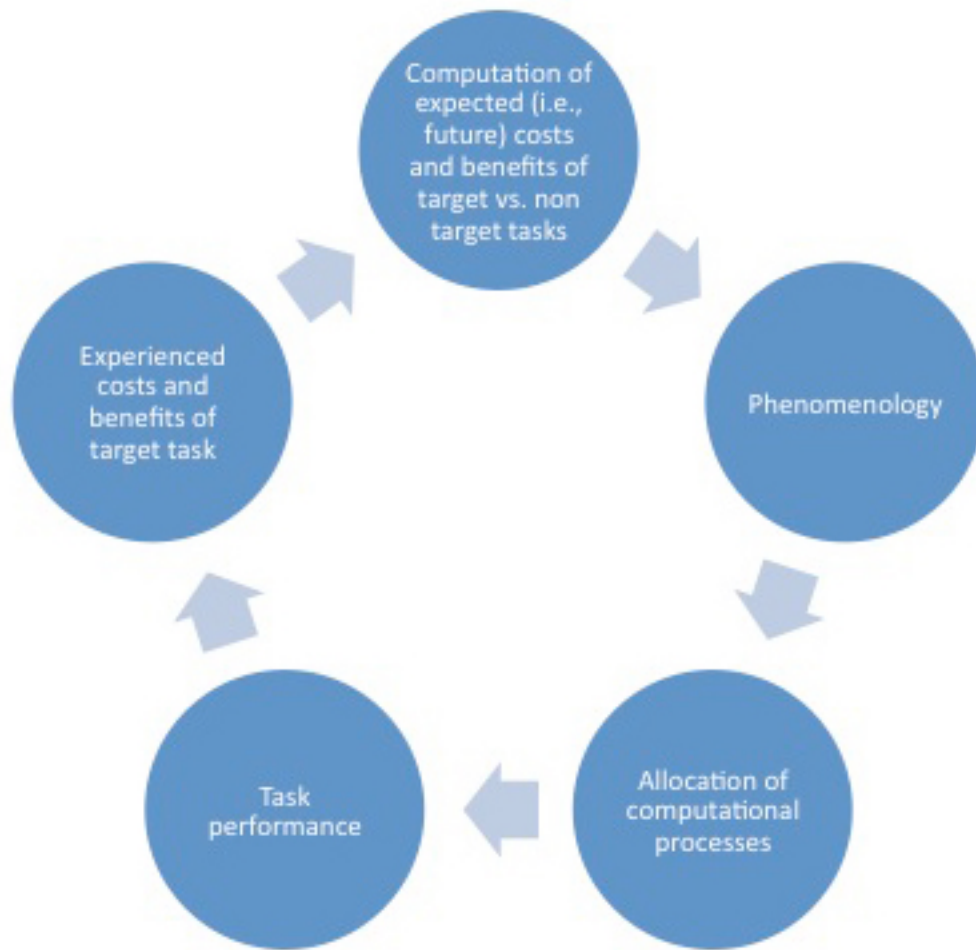 Computation of
expected (i.e.,
future) costs
and benefits of
target vs. non
target tasks
Phenomenology
Allocation of
computational
processes
Task
performance
Experienced
costs and
benefits of
target task